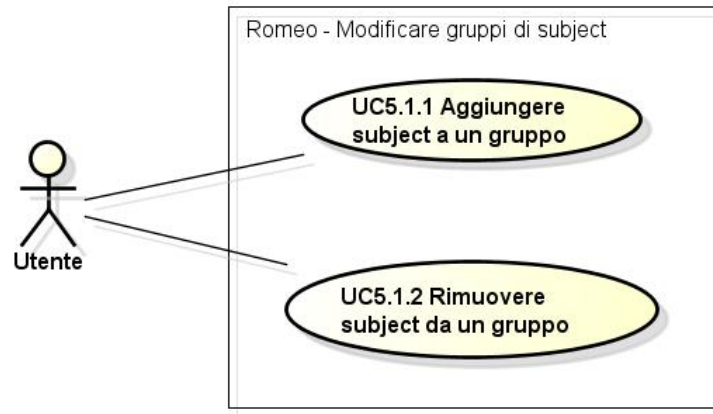 Romeo - Modificare gruppi di subject
UC5.1.1 Aggiungere
subject a un gruppo
Utente
UC5.1.2 Rimuovere
subject da un gruppo